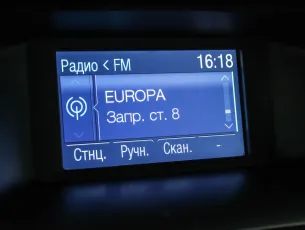 Радио < FM 16:18
EUROPA
Запр. ст. 8
Стнц. Ручн. Скан. -